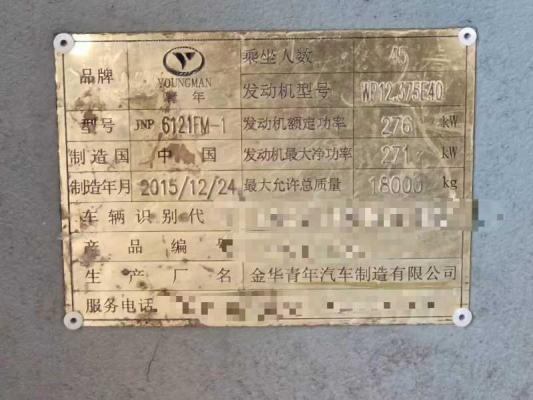 品牌 YOUNGMAN 青年 乘坐人数 45
发动机型号 WP12.375E40
型号 JNP 6121FM-1 发动机额定功率 276 kW
制造国 中国 发动机最大净功率 271 kW
制造年月 2015/12/24 最大允许总质量 18000 kg
车辆识别代
产品编号
生产厂名 金华青年汽车制造有限公司
服务电话